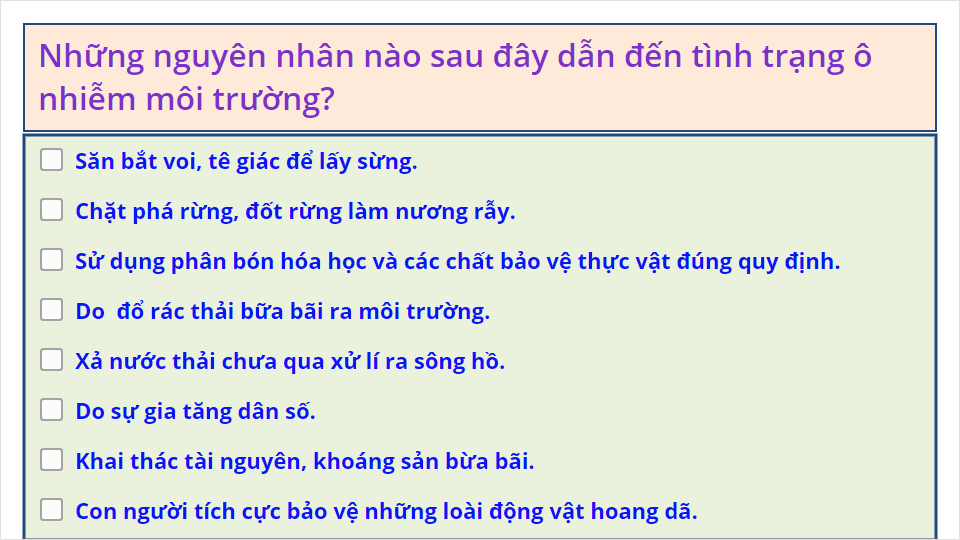 Những nguyên nhân nào sau đây dẫn đến tình trạng ô
nhiễm môi trường?
Săn bắt voi, tê giác để lấy sừng.
Chặt phá rừng, đốt rừng làm nương rẫy.
Sử dụng phân bón hóa học và các chất bảo vệ thực vật đúng quy định.
Do  đổ rác thải bữa bãi ra môi trường.
Xả nước thải chưa qua xử lí ra sông hồ.
Do sự gia tăng dân số.
Khai thác tài nguyên, khoáng sản bừa bãi.
Con người tích cực bảo vệ những loài động vật hoang dã.